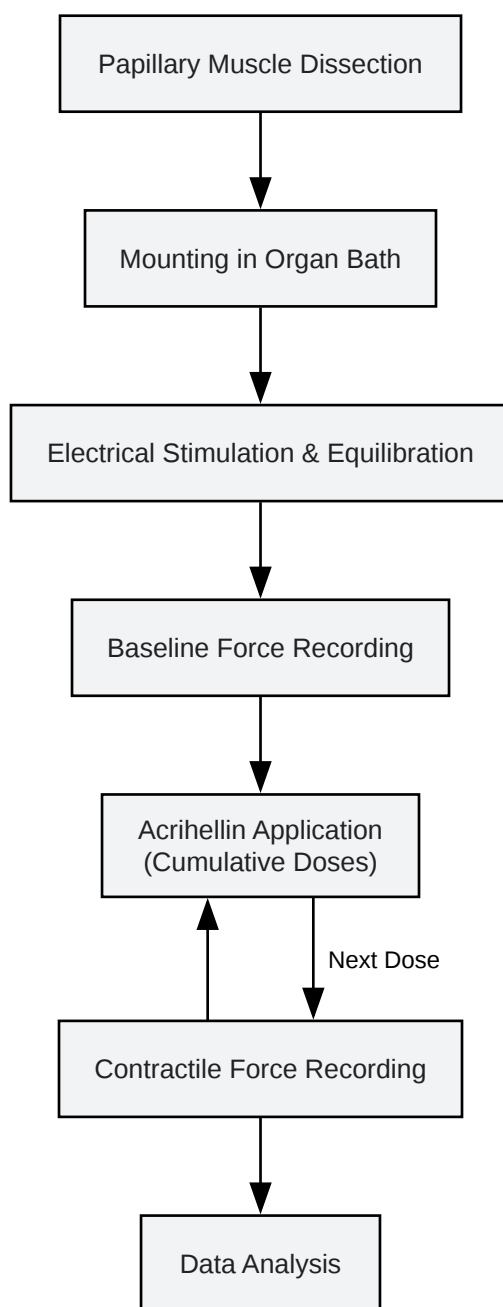 Papillary Muscle Dissection
Mounting in Organ Bath
Electrical Stimulation & Equilibration
Baseline Force Recording
Acrihellin Application
(Cumulative Doses)
Next Dose
Contractile Force Recording
Data Analysis